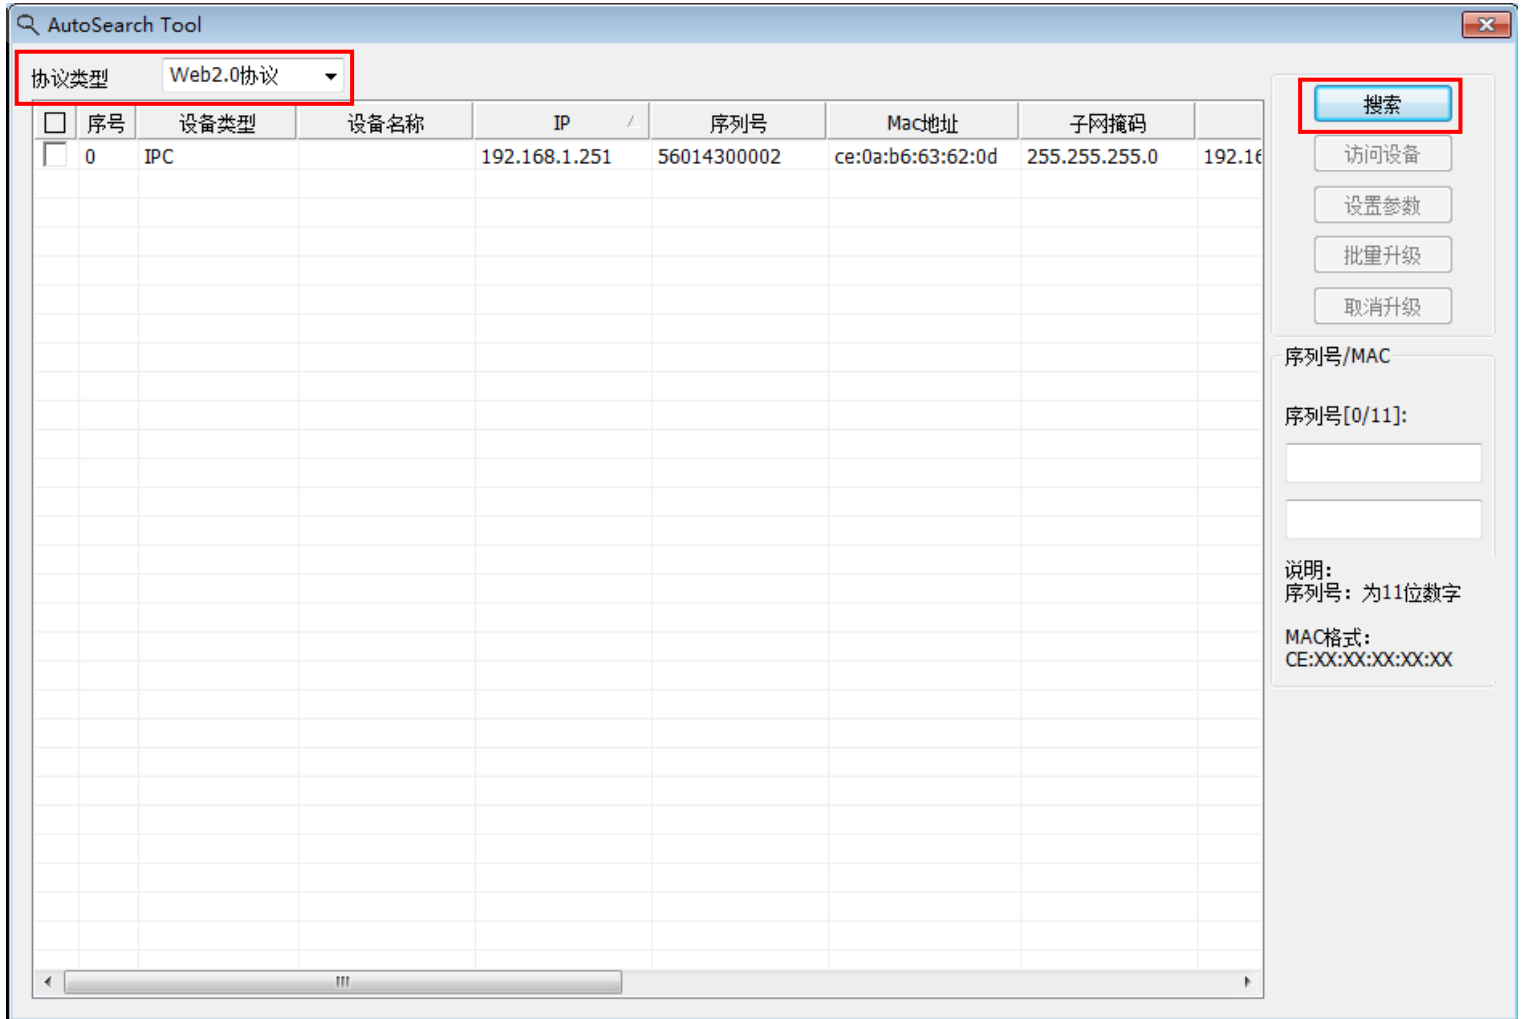 AutoSearch Tool
协议类型 Web2.0协议
序号 设备类型 设备名称 IP 序列号 Mac地址 子网掩码
0 IPC 192.168.1.251 56014300002 ce:0a:b6:63:62:0d 255.255.255.0 192.16
搜索
访问设备
设置参数
批量升级
取消升级
序列号/MAC
序列号[0/11]:
说明:
序列号: 为11位数字
MAC格式:
CE:XX:XX:XX:XX:XX